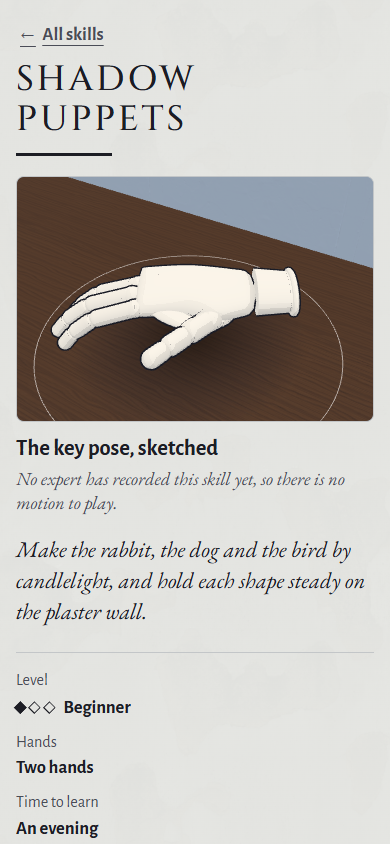 ← All skills
SHADOW
PUPPETS
The key pose, sketched
No expert has recorded this skill yet, so there is no
motion to play.
Make the rabbit, the dog and the bird by
candlelight, and hold each shape steady on
the plaster wall.
Level
◆◇◇ Beginner
Hands
Two hands
Time to learn
An evening